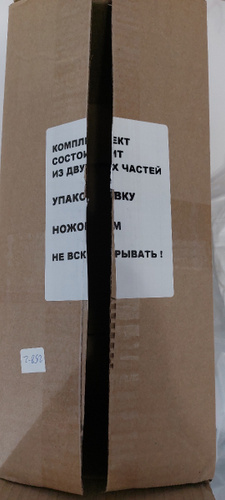 КОМПЛЕКТ
СОСТОИТ
ИЗ ДВУХ ЧАСТЕЙ
УПАКОВКУ
НОЖОМ
НЕ ВСКРЫВАТЬ !